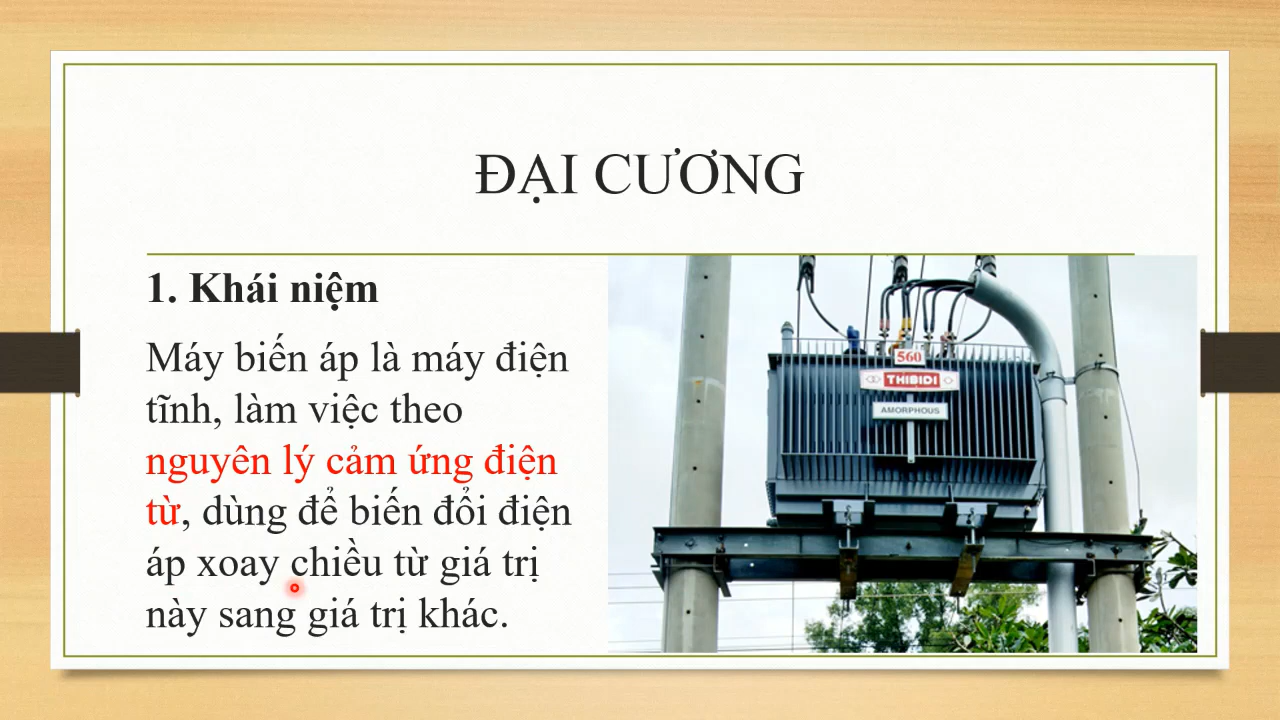 ĐẠI CƯƠNG
1. Khái niệm
Máy biến áp là máy điện
tĩnh, làm việc theo
nguyên lý cảm ứng điện
từ, dùng để biến đổi điện
áp xoay chiều từ giá trị
này sang giá trị khác.
560
THIBIDI
AMORPHOUS